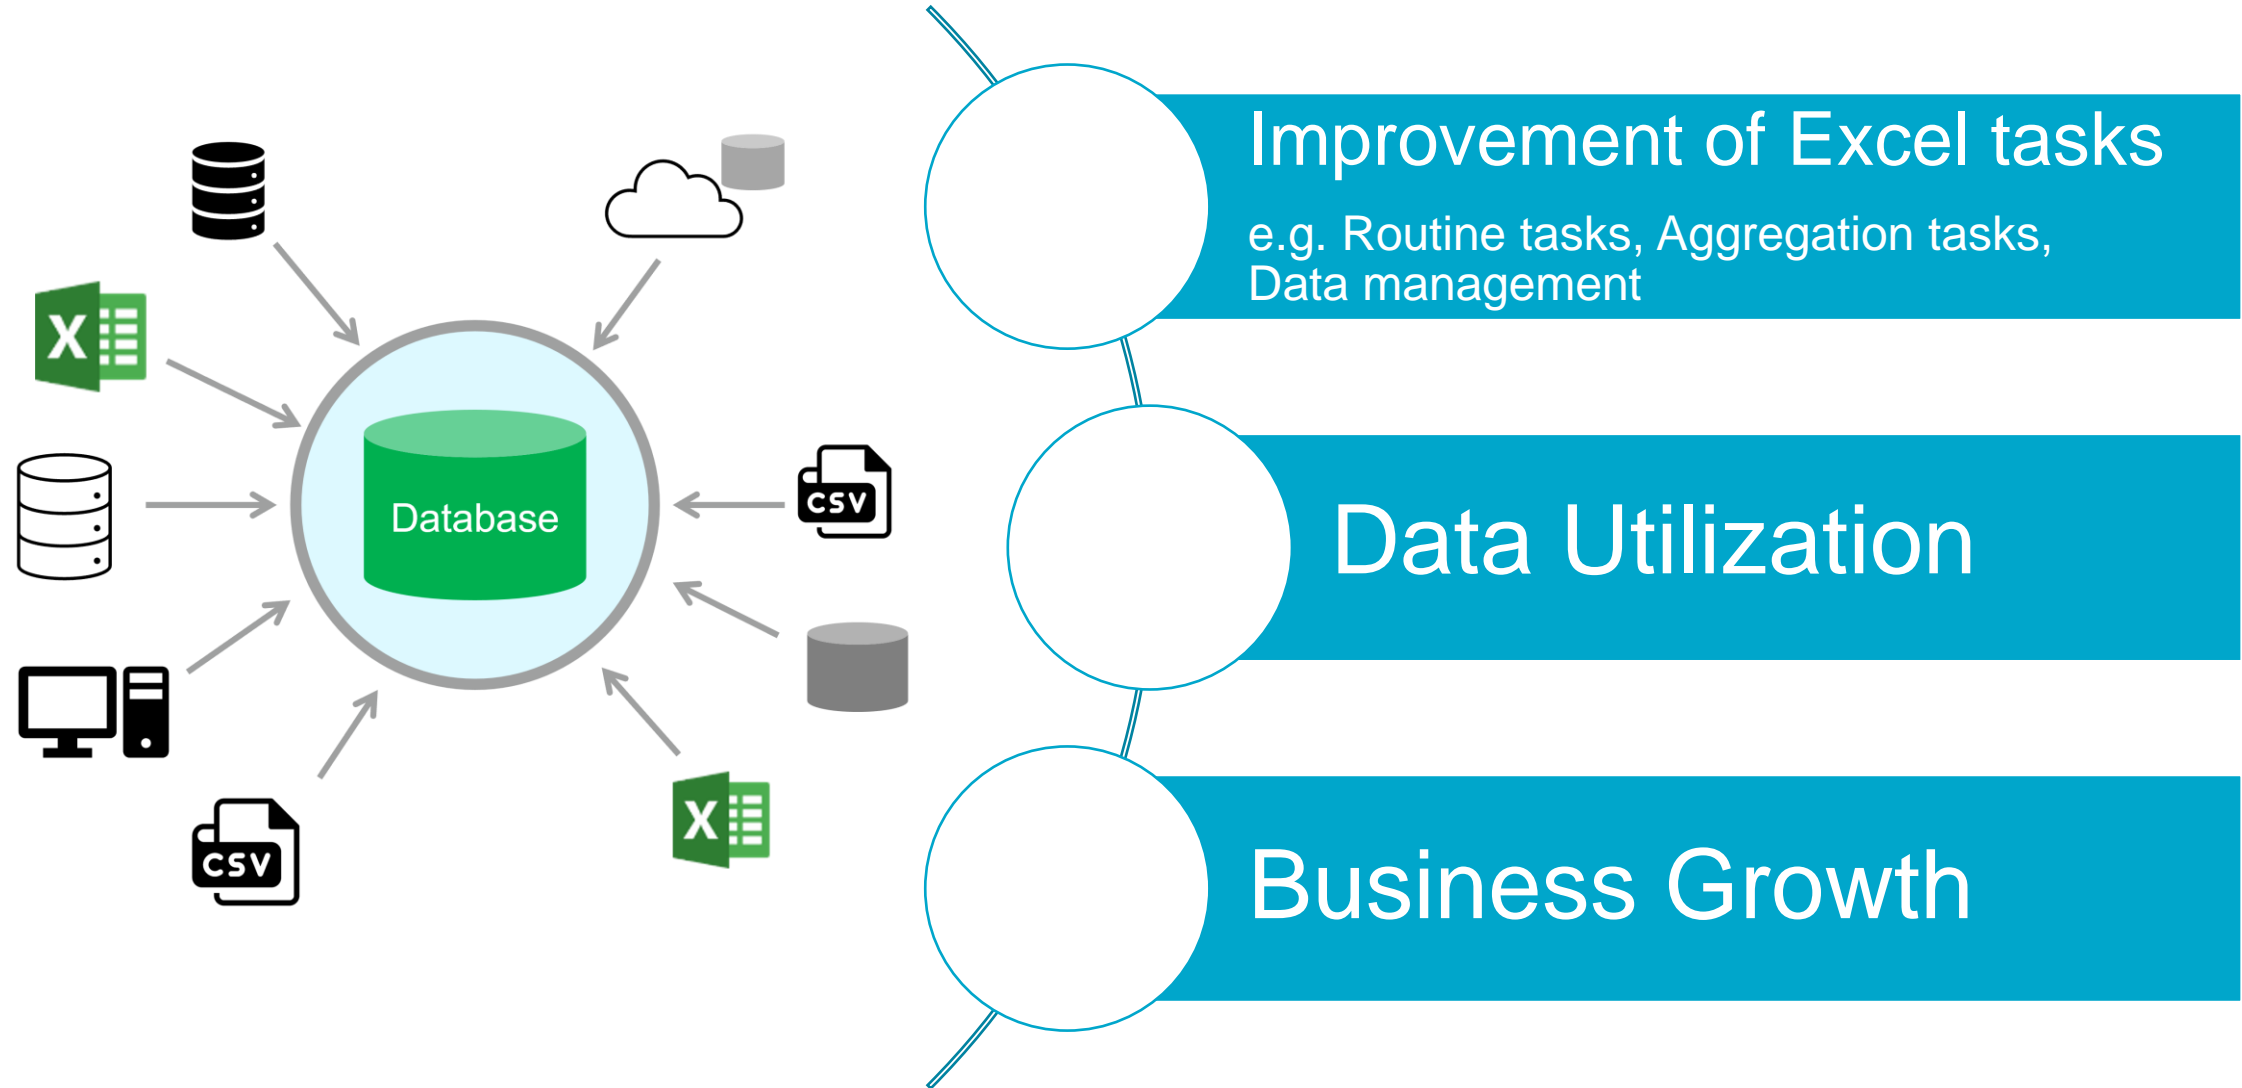 X
Database
CSV
CSV
X
Improvement of Excel tasks
e.g. Routine tasks, Aggregation tasks,
Data management
Data Utilization
Business Growth